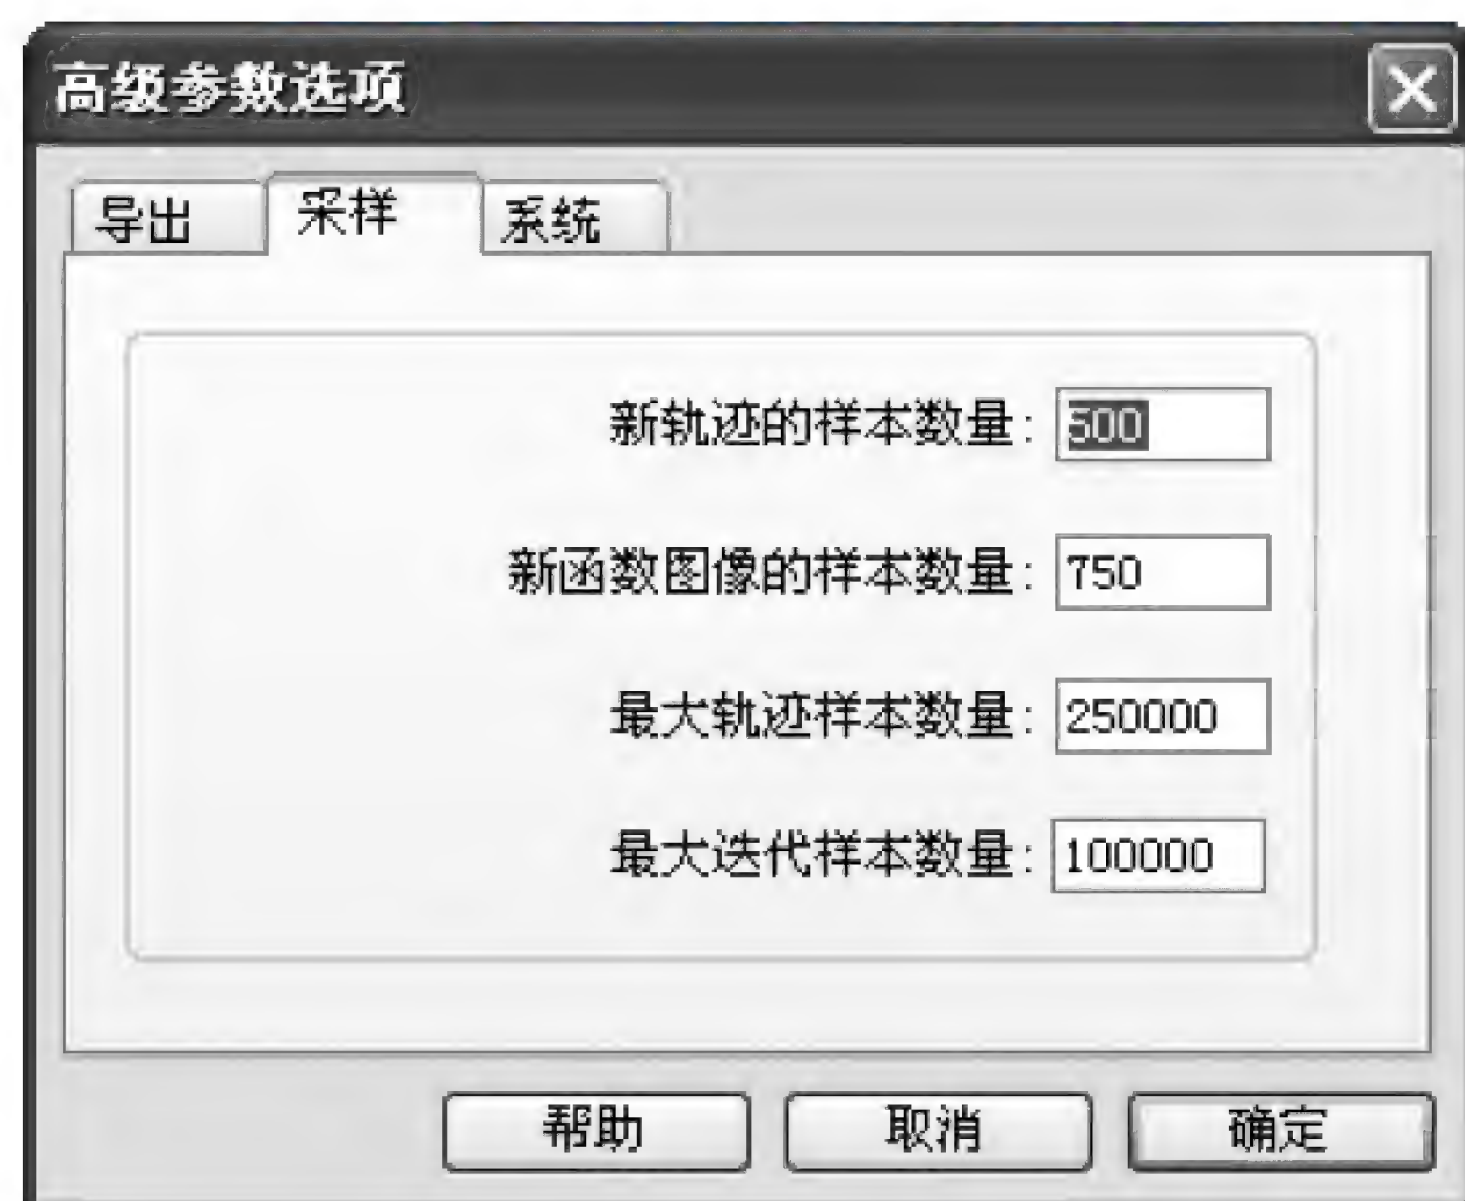 高级参数选项
导出 采样 系统
新轨迹的样本数量: 500
新函数图像的样本数量: 750
最大轨迹样本数量: 250000
最大迭代样本数量: 100000
帮助 取消 确定